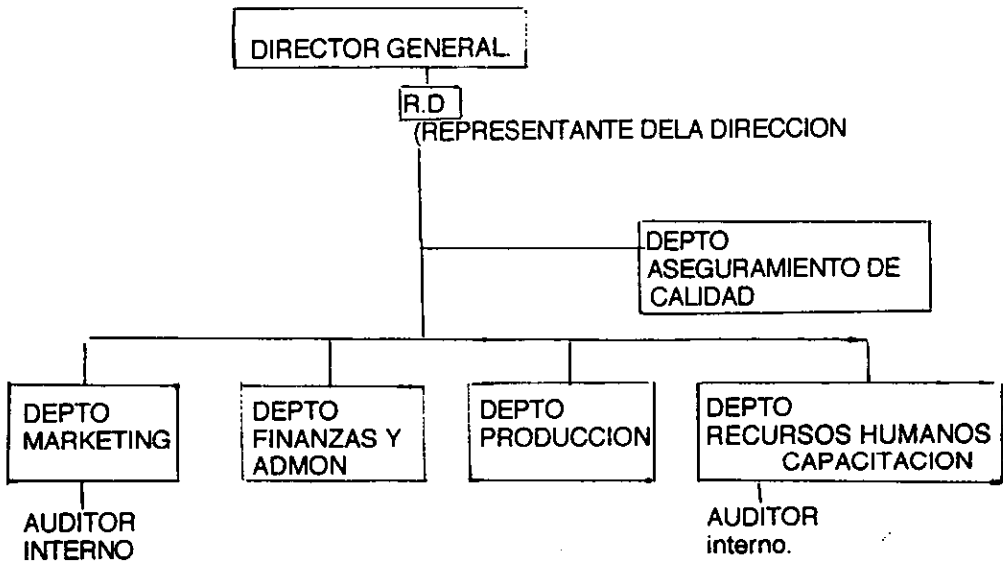 DIRECTOR GENERAL.
R.D
(REPRESENTANTE DELA DIRECCION
DEPTO
ASEGURAMIENTO DE
CALIDAD
DEPTO
MARKETING
DEPTO
FINANZAS Y
ADMON
DEPTO
PRODUCCION
DEPTO
RECURSOS HUMANOS
CAPACITACION
AUDITOR
INTERNO
AUDITOR
interno.